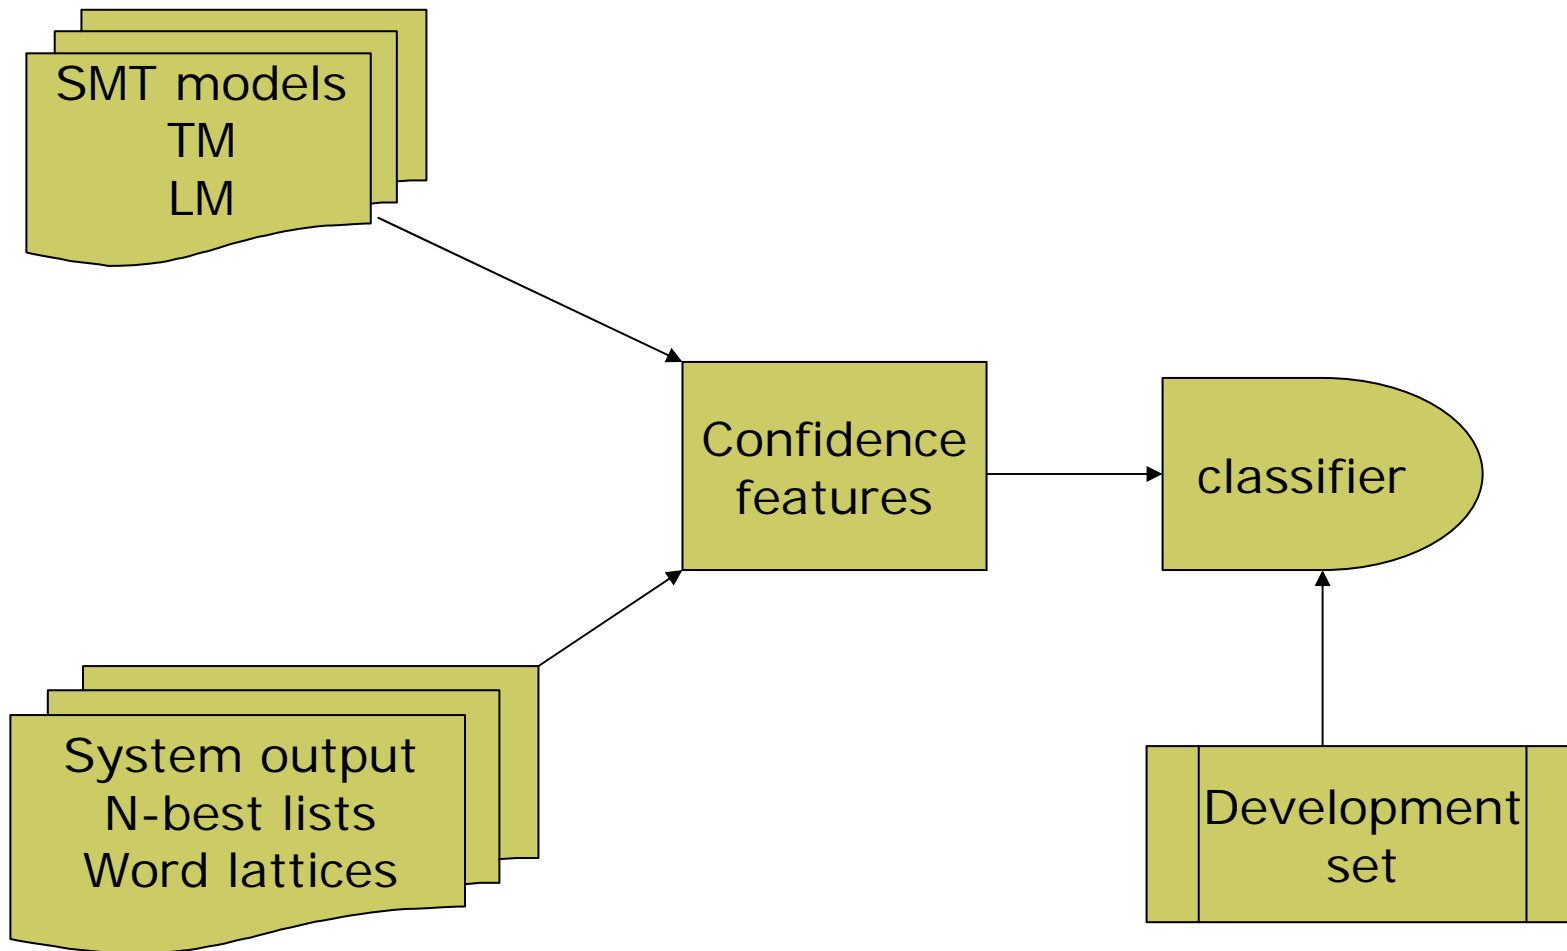 SMT models
TM
LM
Confidence
features
classifier
System output
N-best lists
Word lattices
Development
set